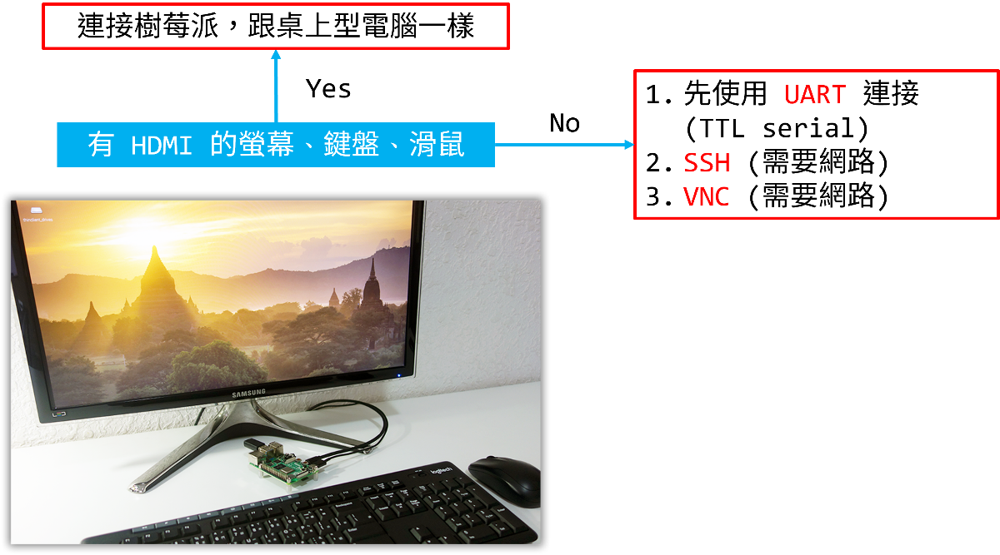 連接樹莓派，跟桌上型電腦一樣
Yes
有 HDMI 的螢幕、鍵盤、滑鼠
No
1. 先使用 UART 連接
(TTL serial)
2. SSH (需要網路)
3. VNC (需要網路)
SAMSUNG
logitech